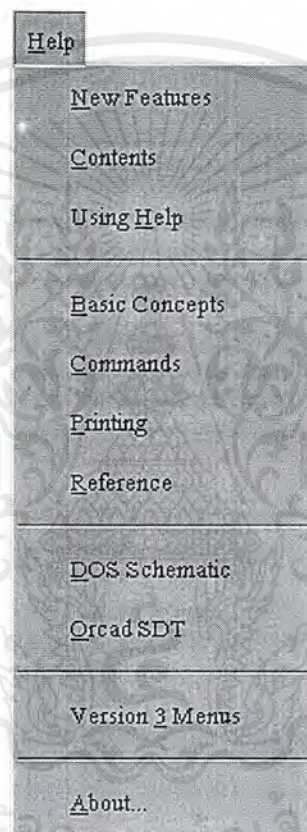 Help
New Features
Contents
Using Help
Basic Concepts
Commands
Printing
Reference
DOS Schematic
Orcad SDT
Version 3 Menus
About...